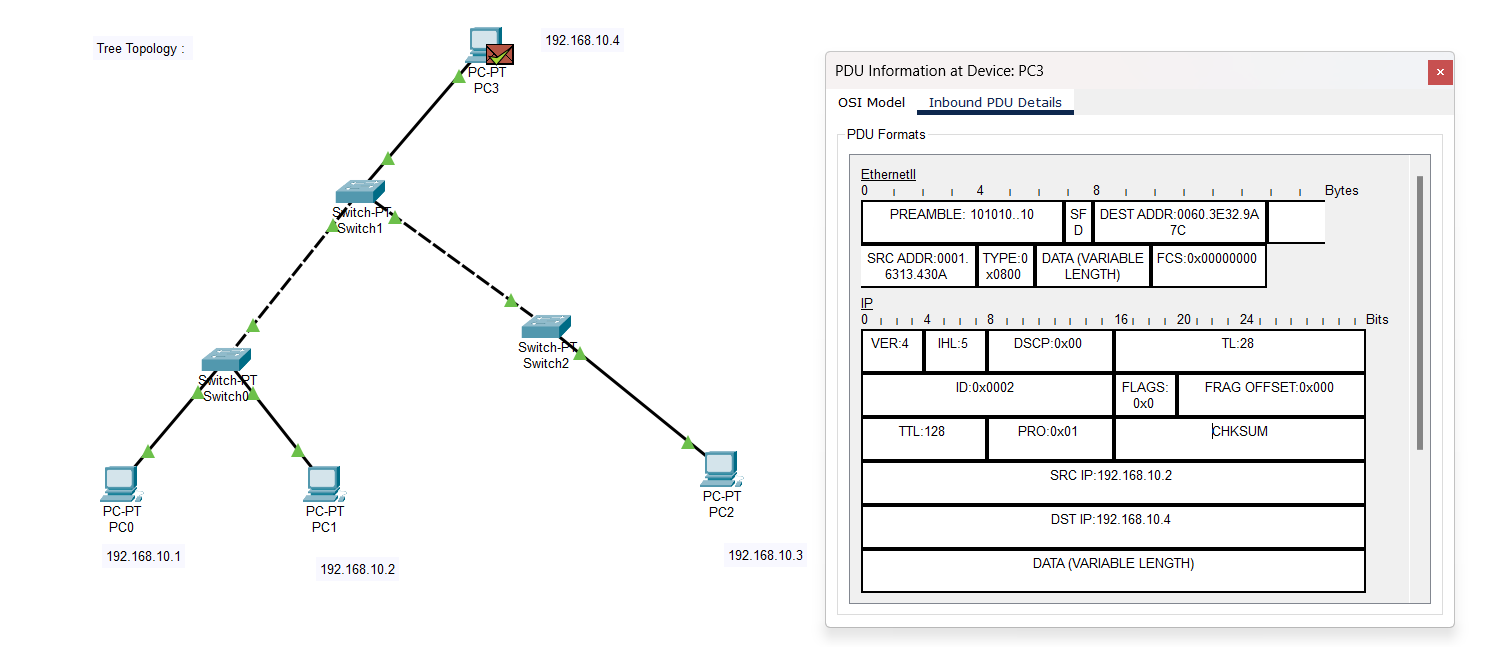 Tree Topology :
192.168.10.4
PC-PT
PC3
Switch-PT
Switch1
Switch-PT
Switch2
Switch-PT
Switch0
PC-PT
PC0
PC-PT
PC1
PC-PT
PC2
192.168.10.1
192.168.10.2
192.168.10.3
PDU Information at Device: PC3
×
OSI Model Inbound PDU Details
PDU Formats
EthernetII
0 4 8 Bytes
PREAMBLE: 101010..10
SF
D
DEST ADDR:0060.3E32.9A
7C
SRC ADDR:0001.
6313.430A
TYPE:0
x0800
DATA (VARIABLE
LENGTH)
FCS:0x00000000
IP
0 4 8 16 20 24 Bits
VER:4 IHL:5 DSCP:0x00 TL:28
ID:0x0002
FLAGS:
0x0
FRAG OFFSET:0x000
TTL:128 PRO:0x01 CHKSUM
SRC IP:192.168.10.2
DST IP:192.168.10.4
DATA (VARIABLE LENGTH)